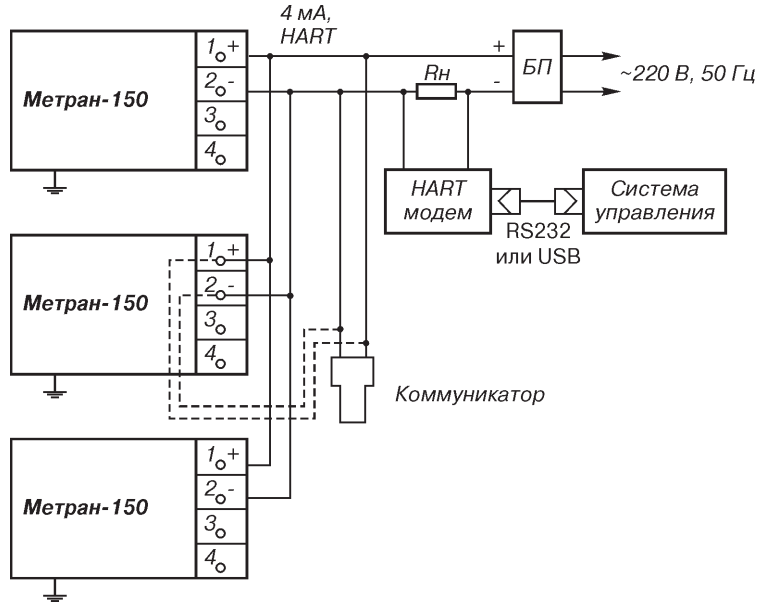 4 мА,
HART
1 +
2 -
3
4
Метран-150
+
-
Rн
БП
~220 В, 50 Гц
HART
модем
Система
управления
RS232
или USB
1 +
2 -
3
4
Метран-150
Коммуникатор
1 +
2 -
3
4
Метран-150